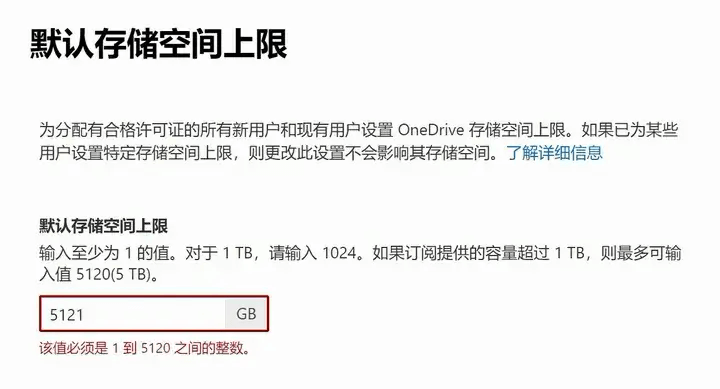 默认存储空间上限
为分配有合格许可证的所有新用户和现有用户设置 OneDrive 存储空间上限。如果已为某些
用户设置特定存储空间上限，则更改此设置不会影响其存储空间。了解详细信息
默认存储空间上限
输入至少为 1 的值。对于 1 TB，请输入 1024。如果订阅提供的容量超过 1 TB，则最多可输
入值 5120(5 TB)。
5121 GB
该值必须是 1 到 5120 之间的整数。